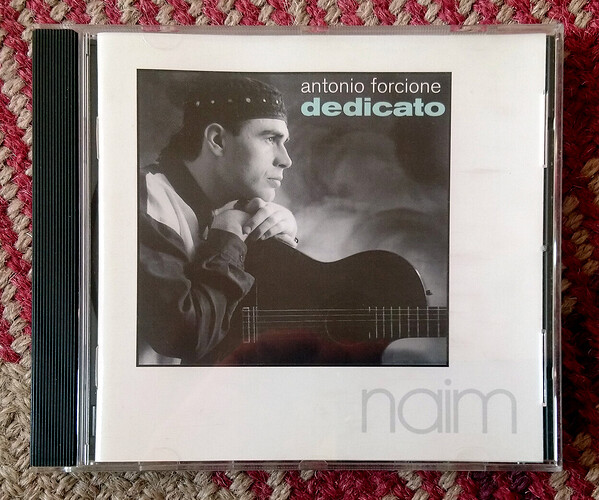 antonio forcione
dedicato
naim